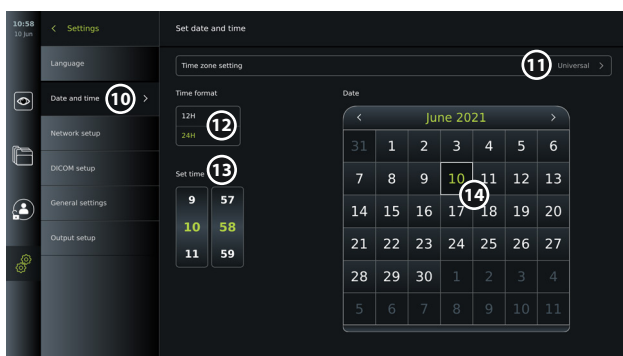 10:58
10 Jun
Settings
Language
Date and time 10
Network setup
DICOM setup
General settings
Output setup
Set date and time
Time zone setting 11 Universal
Time format
12H
24H
12
Set time 13
9 57
10 58
11 59
Date
June 2021
31 1 2 3 4 5 6
7 8 9 10 11 12 13
14
14 15 16 17 18 19 20
21 22 23 24 25 26 27
28 29 30 1 2 3 4
5 6 7 8 9 10 11